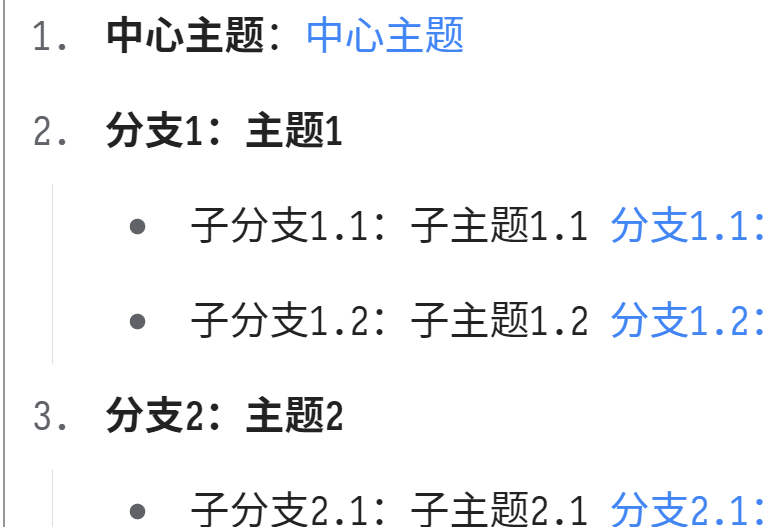 1. 中心主题：中心主题
2. 分支1：主题1
• 子分支1.1：子主题1.1 分支1.1：
• 子分支1.2：子主题1.2 分支1.2：
3. 分支2：主题2
• 子分支2.1：子主题2.1 分支2.1：